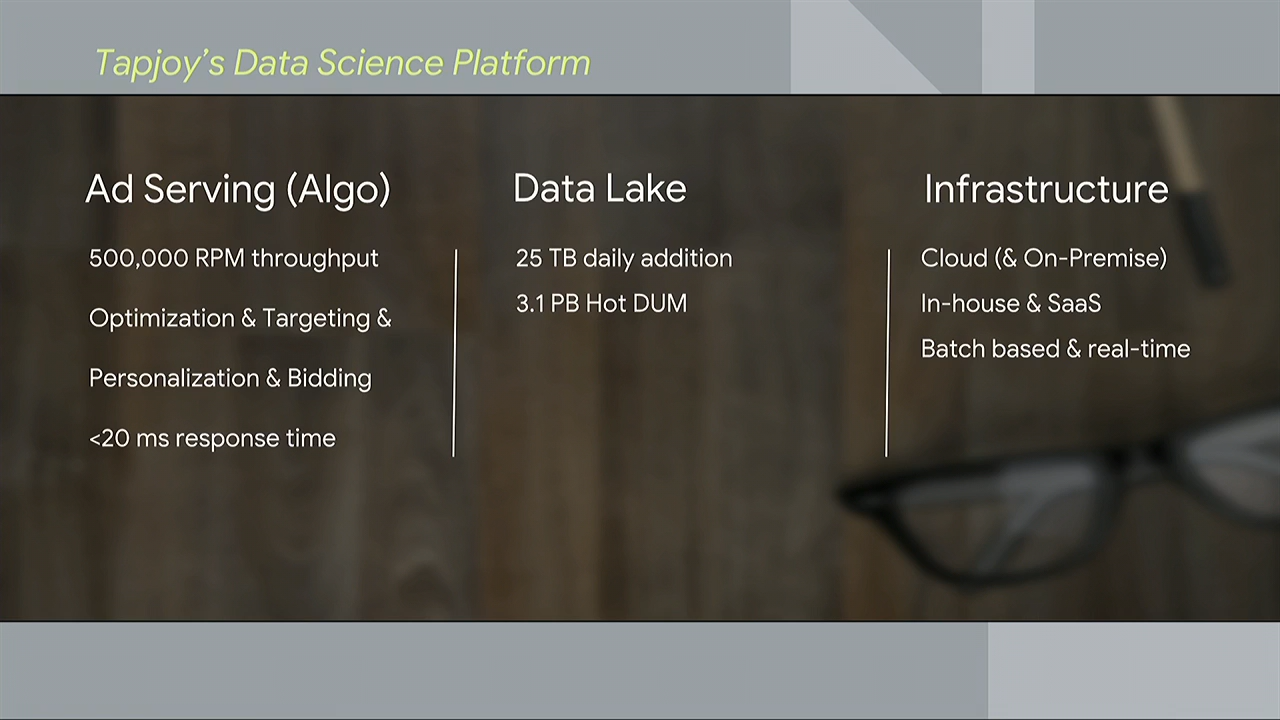 Tapjoy's Data Science Platform
Ad Serving (Algo)
500,000 RPM throughput
Optimization & Targeting &
Personalization & Bidding
<20 ms response time
Data Lake
25 TB daily addition
3.1 PB Hot DUM
Infrastructure
Cloud (& On-Premise)
In-house & SaaS
Batch based & real-time